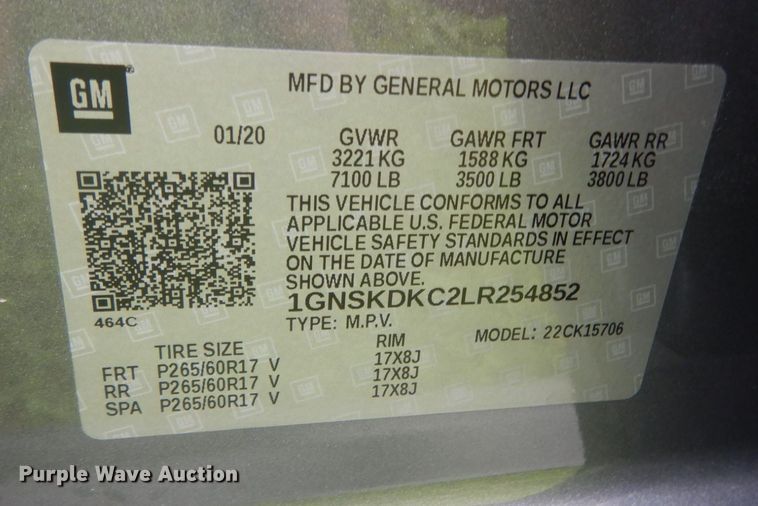 GM
MFD BY GENERAL MOTORS LLC
01/20 GVWR GAWR FRT GAWR RR
3221 KG 1588 KG 1724 KG
7100 LB 3500 LB 3800 LB
THIS VEHICLE CONFORMS TO ALL
APPLICABLE U.S. FEDERAL MOTOR
VEHICLE SAFETY STANDARDS IN EFFECT
ON THE DATE OF MANUFACTURE
SHOWN ABOVE.
1GNSKDKC2LR254852
464C
TYPE: M.P.V. MODEL: 22CK15706
TIRE SIZE RIM
FRT P265/60R17 V 17X8J
RR P265/60R17 V 17X8J
SPA P265/60R17 V 17X8J
Purple Wave Auction